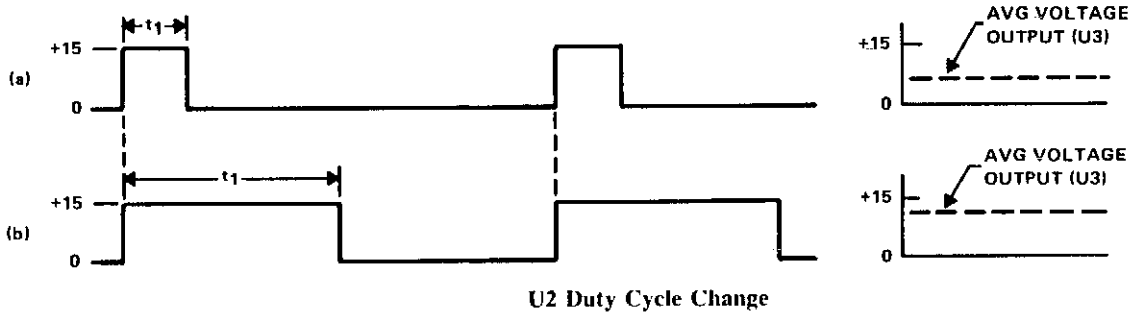 t1
+15
(a)
0
AVG VOLTAGE
OUTPUT (U3)
+15
0
t1
+15
(b)
0
AVG VOLTAGE
OUTPUT (U3)
+15
0
U2 Duty Cycle Change